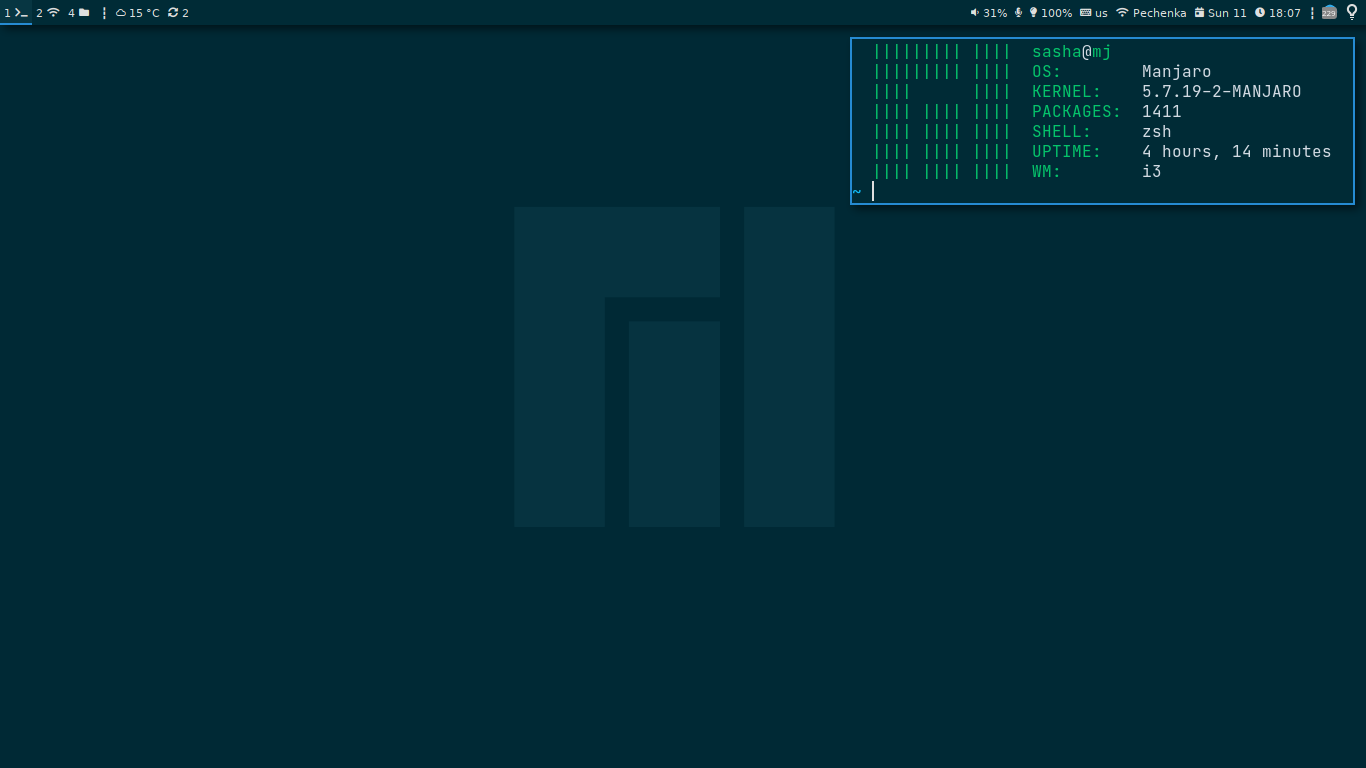 1 2 4 15 °C 2 31% 100% us Pechenka Sun 11 18:07 229
sasha@mj
OS: Manjaro
KERNEL: 5.7.19-2-MANJARO
PACKAGES: 1411
SHELL: zsh
UPTIME: 4 hours, 14 minutes
WM: i3
~